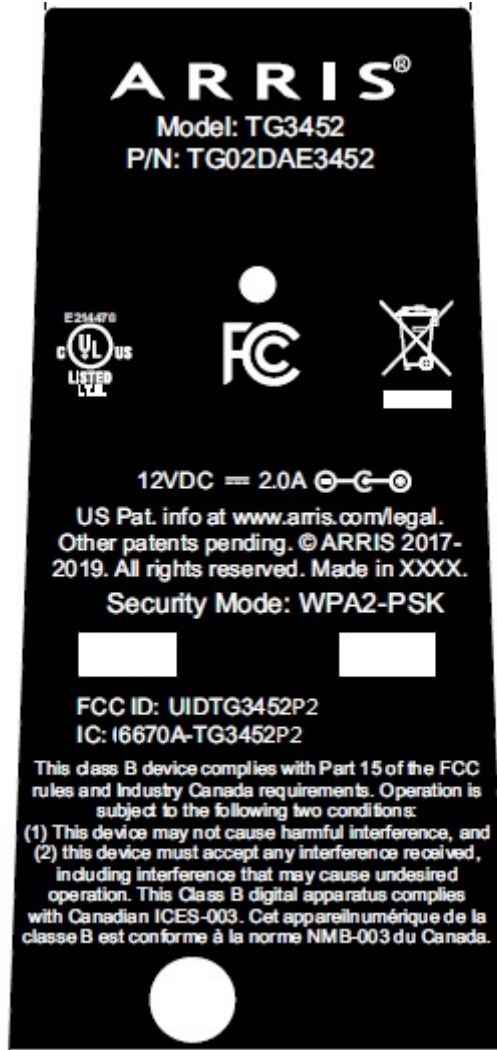 ARRIS®
Model: TG3452
P/N: TG02DAE3452
E214476
C UL US
LISTED
I.T.E.
FC
12VDC 2.0A
US Pat. info at www.arris.com/legal.
Other patents pending. © ARRIS 2017-
2019. All rights reserved. Made in XXXX.
Security Mode: WPA2-PSK
FCC ID: UIDTG3452P2
IC: 6670A-TG3452P2
This class B device complies with Part 15 of the FCC
rules and Industry Canada requirements. Operation is
subject to the following two conditions:
(1) This device may not cause harmful interference, and
(2) this device must accept any interference received,
including interference that may cause undesired
operation. This Class B digital apparatus complies
with Canadian ICES-003. Cet appareilnumérique de la
classe B est conforme à la norme NMB-003 du Canada.